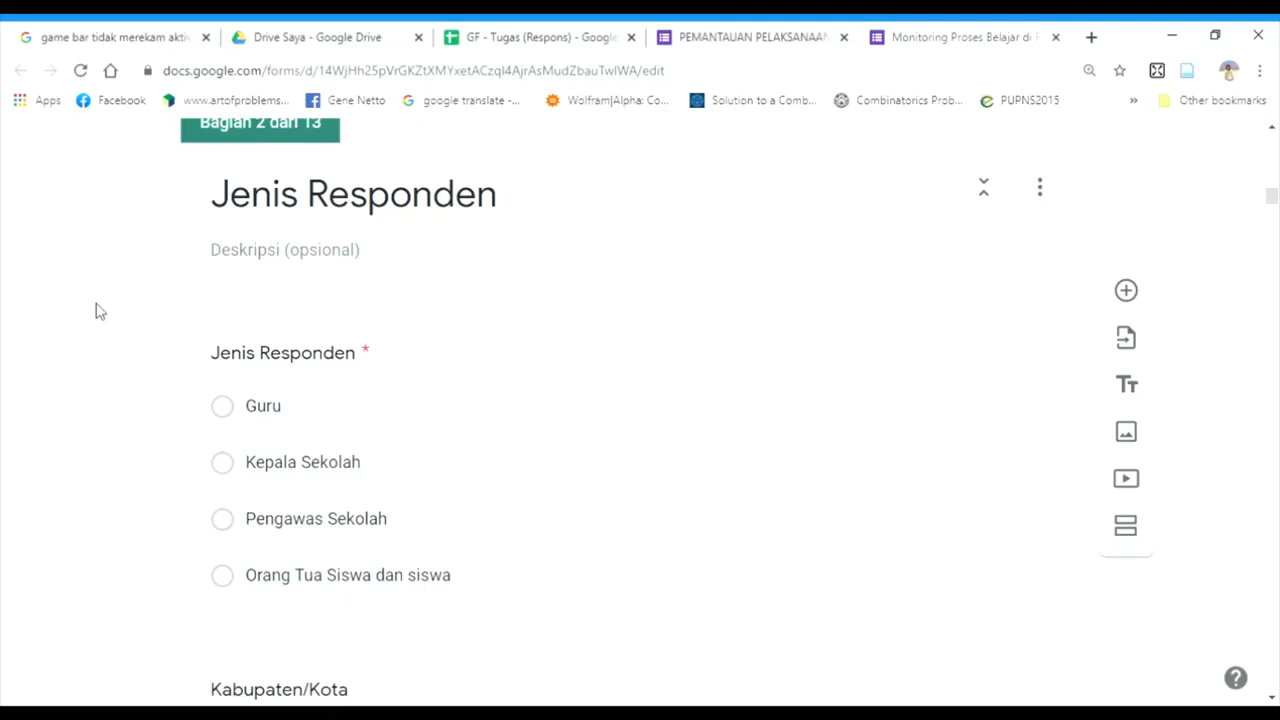 game bar tidak merekam akti
Drive Saya - Google Drive
GF - Tugas (Respons) - Google
PEMANTAUAN PELAKSANAAN
Monitoring Proses Belajar di F
docs.google.com/forms/d/14WjHh25pVrGKZtXMYxetACzqI4AjrAsMudZbauTwIWA/edit
Apps
Facebook
www.artofproblems...
Gene Netto
google translate -...
Wolfram|Alpha: Co...
Solution to a Comb...
Combinatorics Prob...
PUPNS2015
»
Other bookmarks
Bagian 2 dari 13
Jenis Responden
Deskripsi (opsional)
Jenis Responden *
Guru
Kepala Sekolah
Pengawas Sekolah
Orang Tua Siswa dan siswa
Kabupaten/Kota